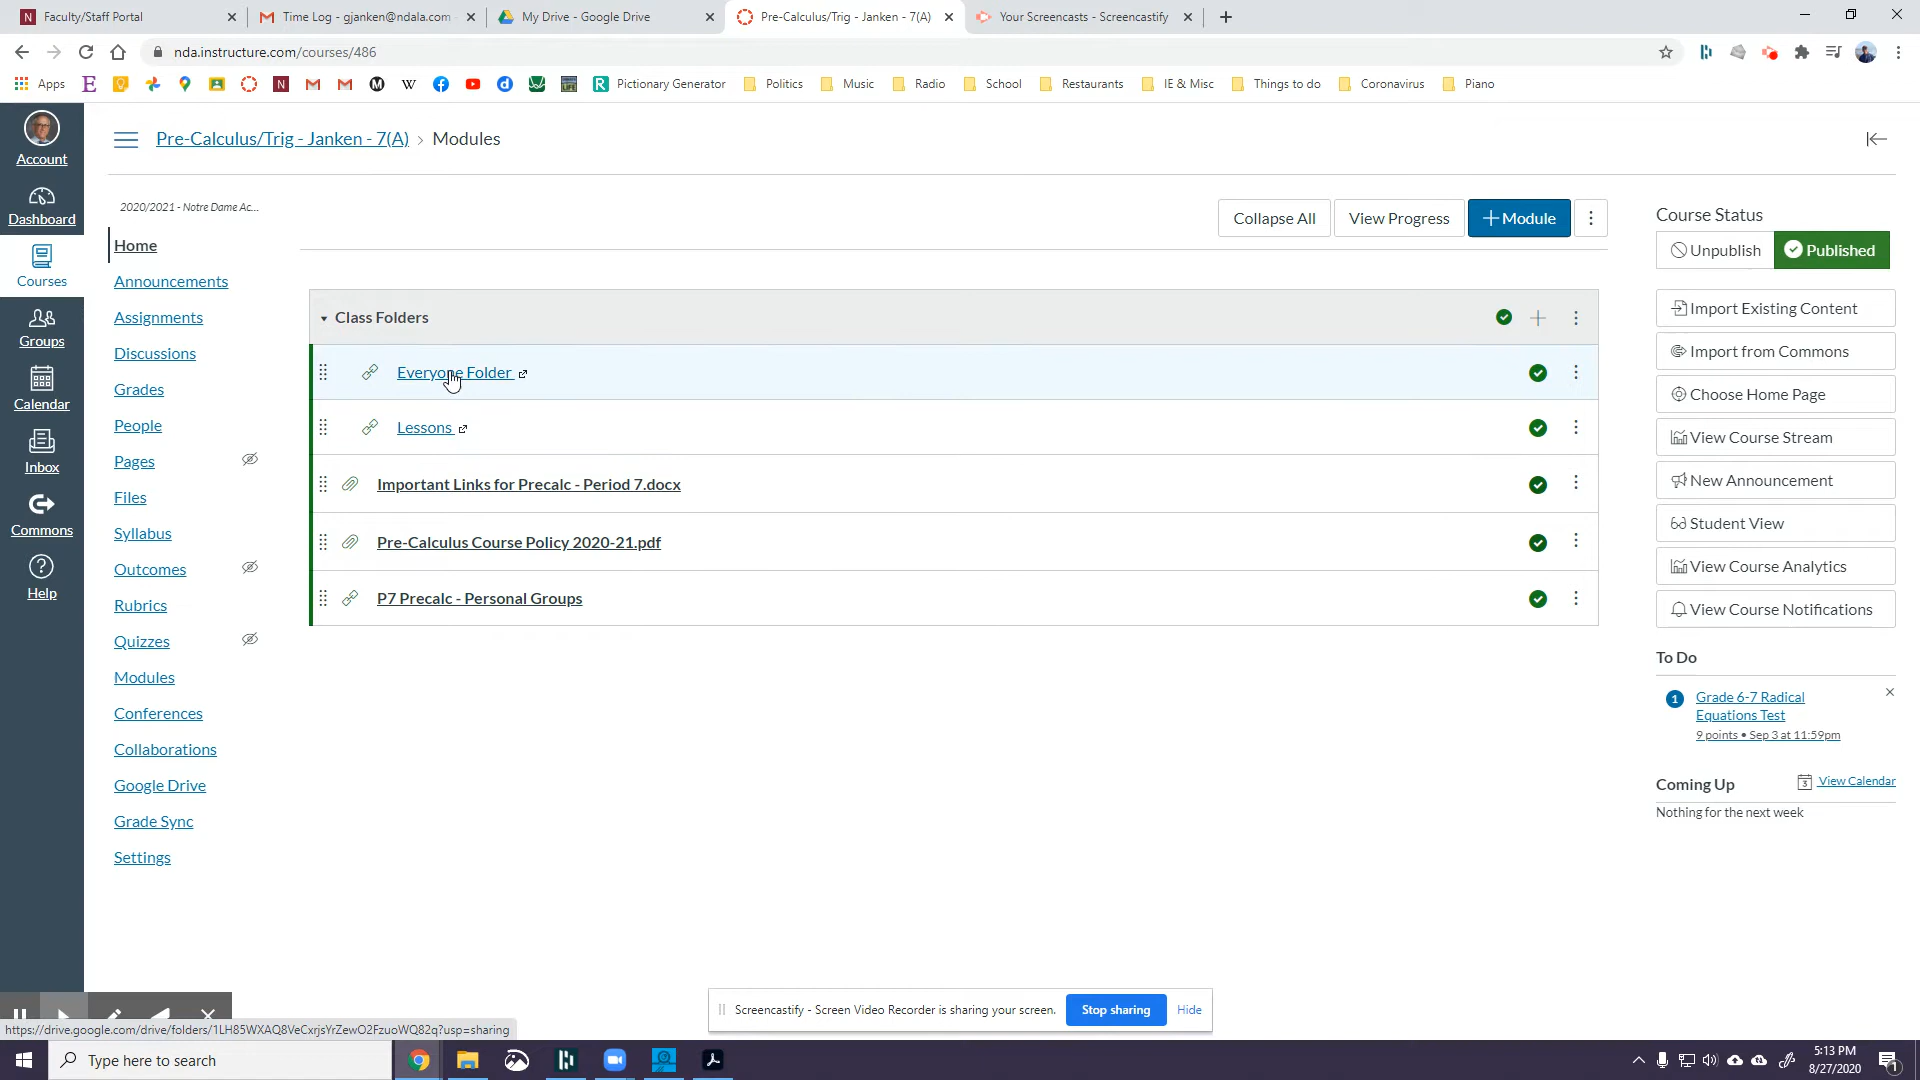 Faculty/Staff Portal
Time Log - gjanken@ndala.com
My Drive - Google Drive
Pre-Calculus/Trig - Janken - 7(A)
Your Screencasts - Screencastify
nda.instructure.com/courses/486
Apps
Pictionary Generator
Politics
Music
Radio
School
Restaurants
IE & Misc
Things to do
Coronavirus
Piano
Account
Dashboard
Courses
Groups
Calendar
Inbox
Commons
Help
Pre-Calculus/Trig - Janken - 7(A) › Modules
2020/2021 - Notre Dame Ac...
Home
Announcements
Assignments
Discussions
Grades
People
Pages
Files
Syllabus
Outcomes
Rubrics
Quizzes
Modules
Conferences
Collaborations
Google Drive
Grade Sync
Settings
Collapse All
View Progress
+ Module
Class Folders
Everyone Folder
Lessons
Important Links for Precalc - Period 7.docx
Pre-Calculus Course Policy 2020-21.pdf
P7 Precalc - Personal Groups
Course Status
Unpublish
Published
Import Existing Content
Import from Commons
Choose Home Page
View Course Stream
New Announcement
Student View
View Course Analytics
View Course Notifications
To Do
1
Grade 6-7 Radical
Equations Test
9 points • Sep 3 at 11:59pm
Coming Up
View Calendar
Nothing for the next week
Screencastify - Screen Video Recorder is sharing your screen.
Stop sharing
Hide
https://drive.google.com/drive/folders/1LH85WXAQ8VeCxrjsYrZewO2FzuoWQ82q?usp=sharing
Type here to search
5:13 PM
8/27/2020